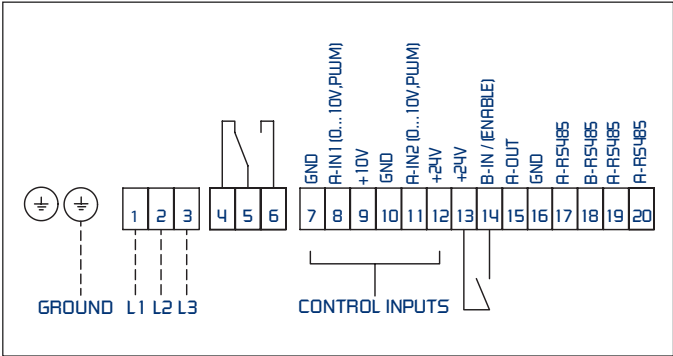 GND
A-IN1 (0... 10V,PWM)
+10V
GND
A-IN2 (0... 10V,PWM)
+24V
+24V
B-IN / (ENABLE)
A-OUT
GND
A-RS485
B-RS485
A-RS485
A-RS485
1 2 3 4 5 6 7 8 9 10 11 12 13 14 15 16 17 18 19 20
GROUND L1 L2 L3 CONTROL INPUTS